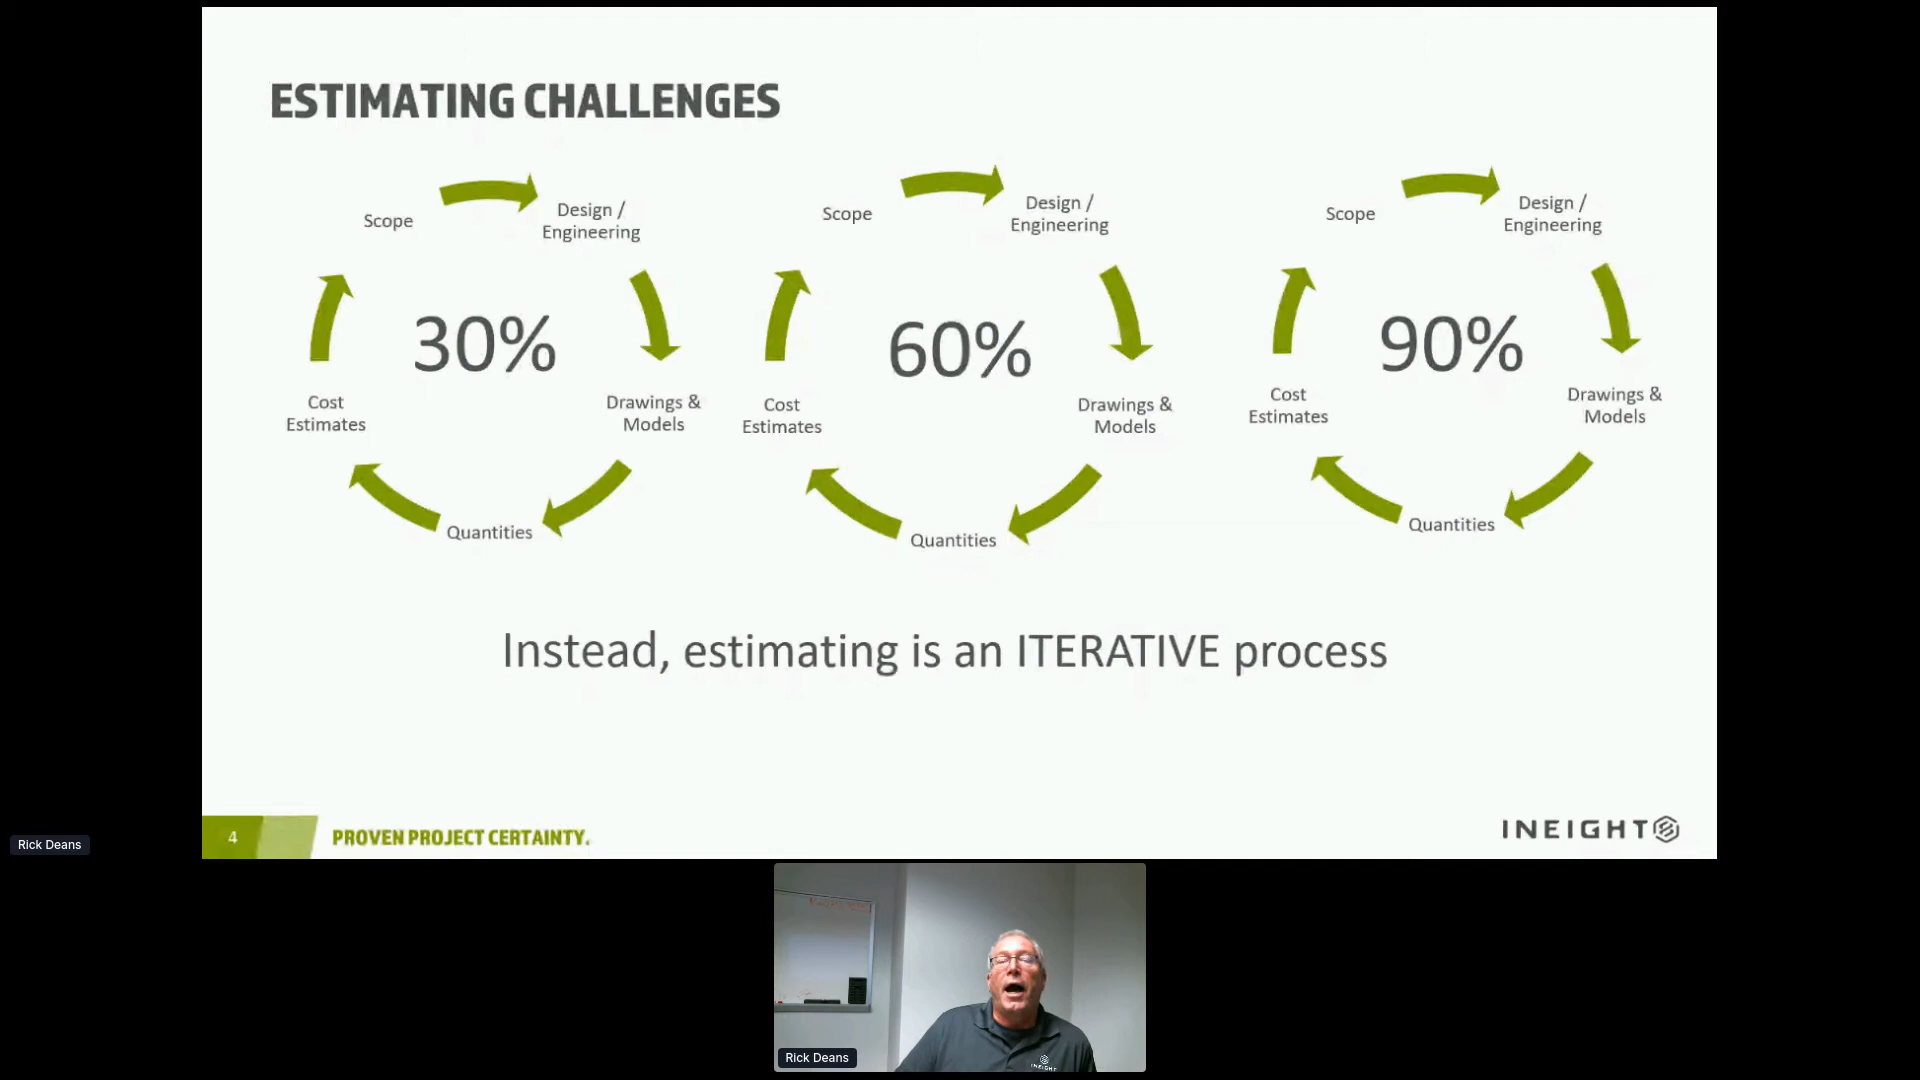 ESTIMATING CHALLENGES
Scope
Design /
Engineering
30%
Cost
Estimates
Drawings &
Models
Quantities
Scope
Design /
Engineering
60%
Cost
Estimates
Drawings &
Models
Quantities
Scope
Design /
Engineering
90%
Cost
Estimates
Drawings &
Models
Quantities
Instead, estimating is an ITERATIVE process
4
PROVEN PROJECT CERTAINTY.
INEIGHT
Rick Deans
INEIGHT
Rick Deans